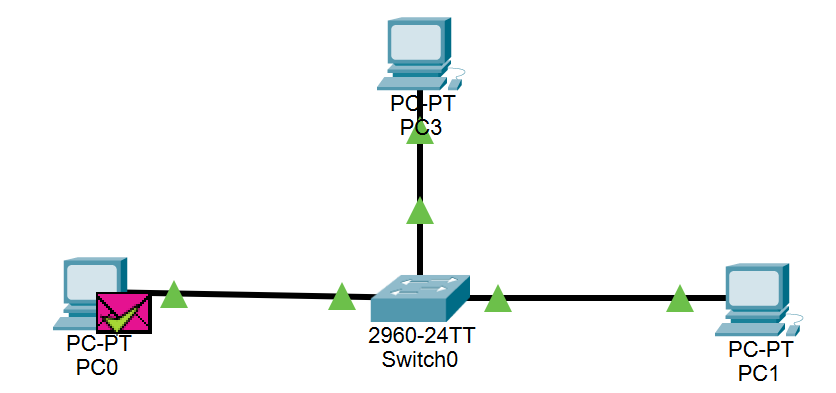 PC-PT
PC3
PC-PT
PC0
2960-24TT
Switch0
PC-PT
PC1